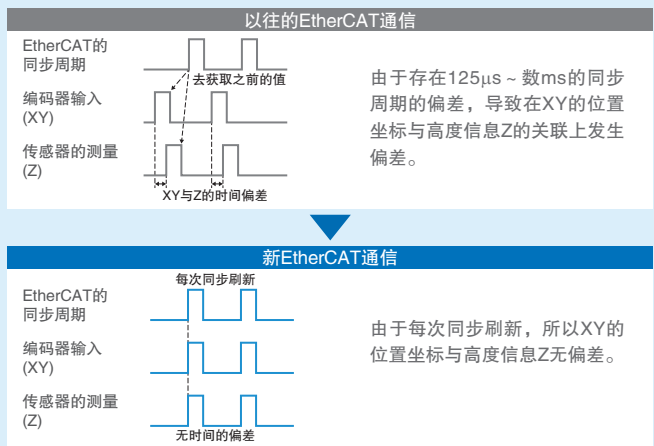 以往的EtherCAT通信
EtherCAT的
同步周期
去获取之前的值
编码器输入
(XY)
传感器的测量
(Z)
XY与Z的时间偏差
由于存在125μs ~ 数ms的同步
周期的偏差，导致在XY的位置
坐标与高度信息Z的关联上发生
偏差。
新EtherCAT通信
每次同步刷新
EtherCAT的
同步周期
编码器输入
(XY)
传感器的测量
(Z)
无时间的偏差
由于每次同步刷新，所以XY的
位置坐标与高度信息Z无偏差。